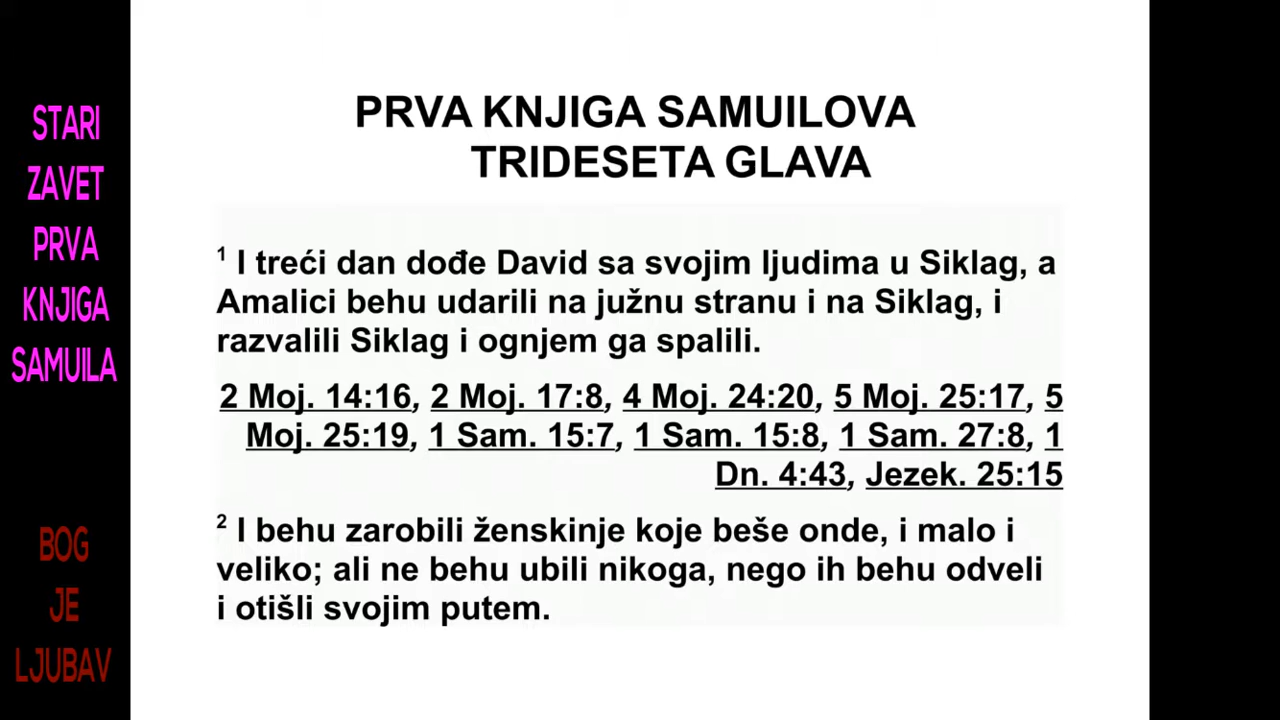 STARI
ZAVET
PRVA
KNJIGA
SAMUILA
BOG
JE
LJUBAV
PRVA KNJIGA SAMUILOVA
TRIDESETA GLAVA
1 I treći dan dođe David sa svojim ljudima u Siklag, a
Amalici behu udarili na južnu stranu i na Siklag, i
razvalili Siklag i ognjem ga spalili.
2 Moj. 14:16, 2 Moj. 17:8, 4 Moj. 24:20, 5 Moj. 25:17, 5
Moj. 25:19, 1 Sam. 15:7, 1 Sam. 15:8, 1 Sam. 27:8, 1
Dn. 4:43, Jezek. 25:15
2 I behu zarobili ženskinje koje beše onde, i malo i
veliko; ali ne behu ubili nikoga, nego ih behu odveli
i otišli svojim putem.